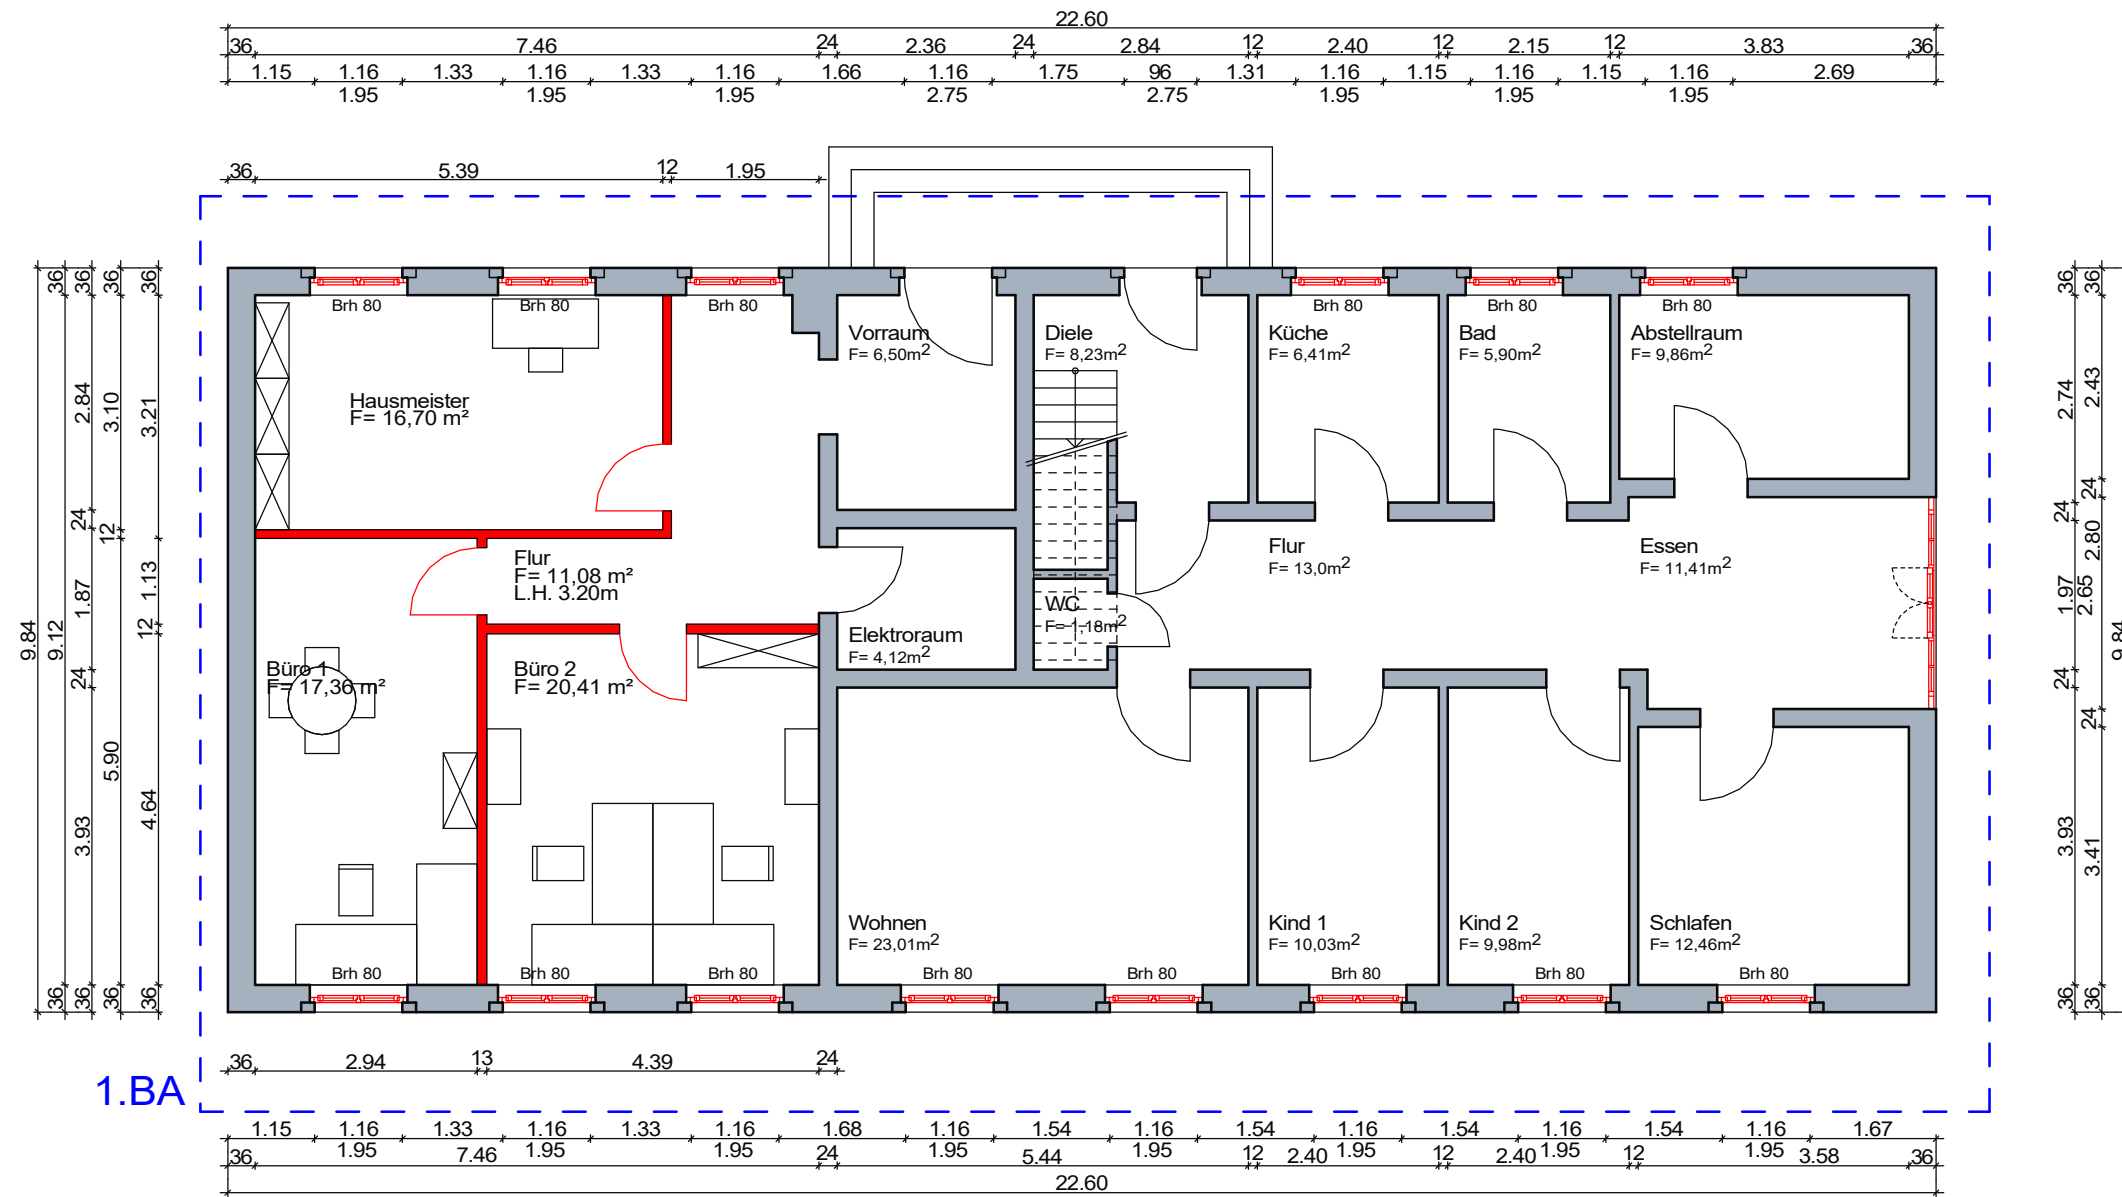 22.60
36 7.46 24 2.36 24 2.84 12 2.40 12 2.15 12 3.83 36
1.15 1.16 1.33 1.16 1.33 1.16 1.66 1.16 1.75 96 1.31 1.16 1.15 1.16 1.15 1.16 2.69
1.95 1.95 1.95 2.75 2.75 1.95 1.95 1.95
36 5.39 12 1.95
Brh 80 Brh 80 Brh 80 Brh 80 Brh 80 Brh 80
Vorraum
F= 6,50m²
Diele
F= 8,23m²
Küche
F= 6,41m²
Bad
F= 5,90m²
Abstellraum
F= 9,86m²
Hausmeister
F= 16,70 m²
Flur
F= 11,08 m²
L.H. 3.20m
Flur
F= 13,0m²
Essen
F= 11,41m²
WC
F= 1,18m²
Elektroraum
F= 4,12m²
Büro 1
F= 17,36 m²
Büro 2
F= 20,41 m²
Wohnen
F= 23,01m²
Kind 1
F= 10,03m²
Kind 2
F= 9,98m²
Schlafen
F= 12,46m²
Brh 80 Brh 80 Brh 80 Brh 80 Brh 80 Brh 80 Brh 80 Brh 80
9.84
36 9.12 36
36 2.84 24 1.87 24 3.93 36
36 3.10 12 5.90 36
36 3.21 1.13 12 4.64 36
36 2.74 24 1.97 24 3.93 36
36 2.43 24 2.80 2.65 24 3.41 36
9.84
36 2.94 13 4.39 24
1.BA
1.15 1.16 1.33 1.16 1.33 1.16 1.68 1.16 1.54 1.16 1.54 1.16 1.54 1.16 1.54 1.16 1.67
1.95 1.95 1.95 1.95 1.95 1.95 1.95 1.95
36 7.46 24 5.44 12 2.40 12 2.40 12 3.58 36
22.60